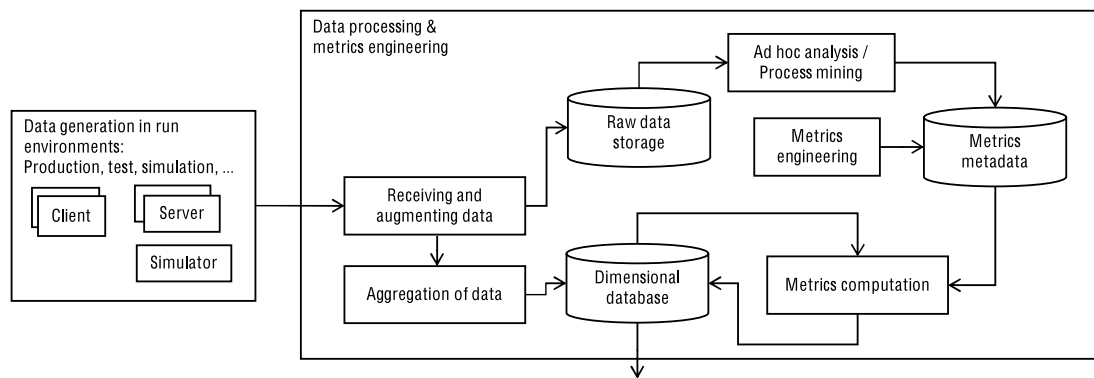 Data processing &
metrics engineering
Ad hoc analysis /
Process mining
Data generation in run
environments:
Production, test, simulation, ...
Client
Server
Simulator
Raw data
storage
Metrics
engineering
Metrics
metadata
Receiving and
augmenting data
Aggregation of data
Dimensional
database
Metrics computation